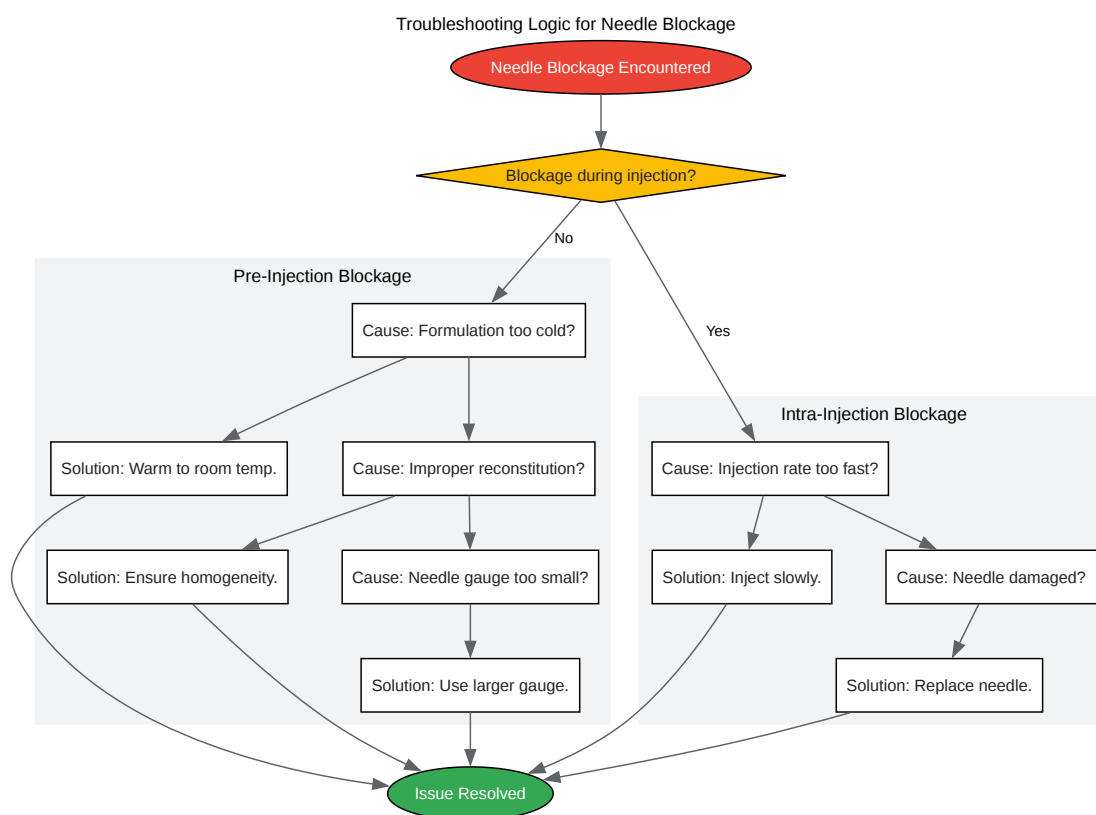 Troubleshooting Logic for Needle Blockage
Needle Blockage Encountered
Blockage during injection?
No
Yes
Pre-Injection Blockage
Cause: Formulation too cold?
Solution: Warm to room temp.
Cause: Improper reconstitution?
Solution: Ensure homogeneity.
Cause: Needle gauge too small?
Solution: Use larger gauge.
Intra-Injection Blockage
Cause: Injection rate too fast?
Solution: Inject slowly.
Cause: Needle damaged?
Solution: Replace needle.
Issue Resolved